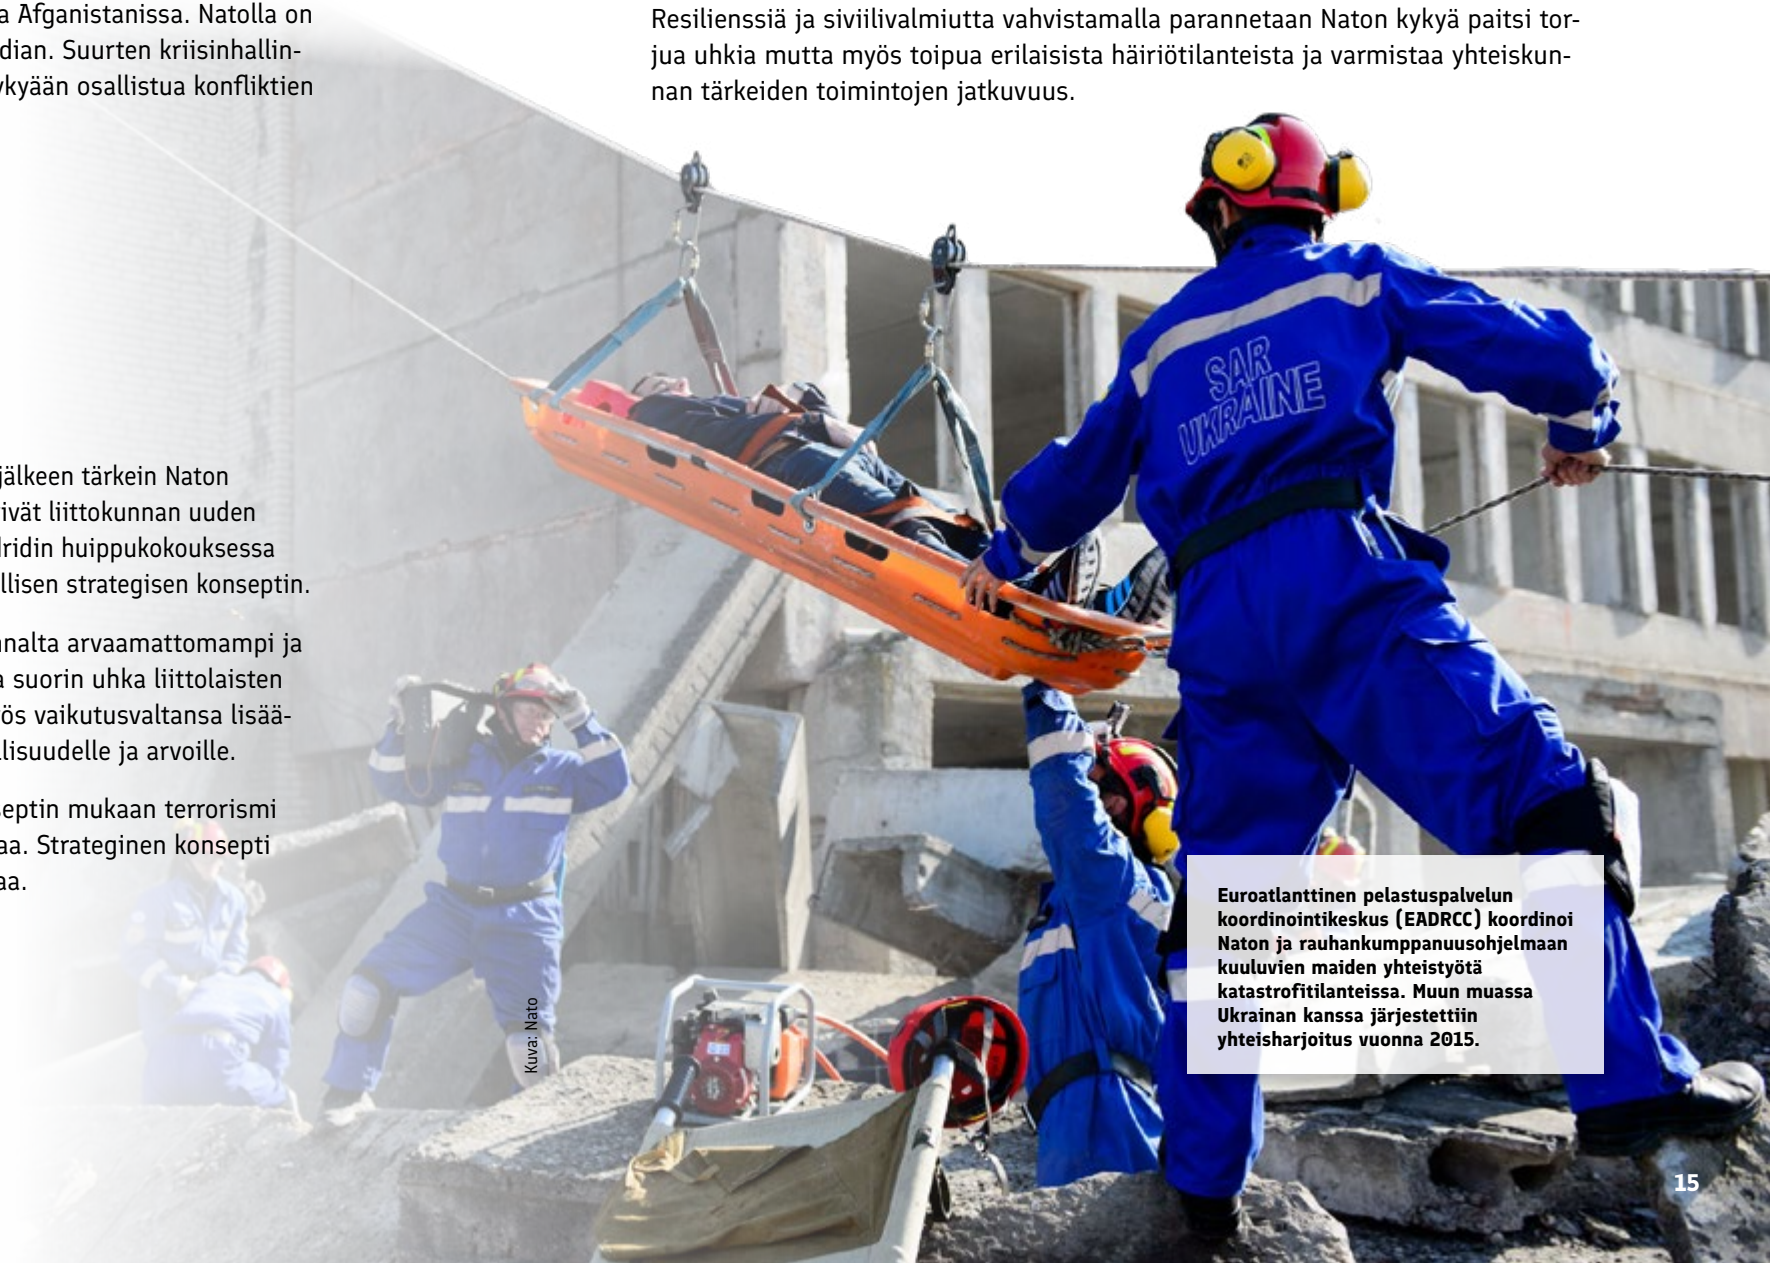 a Afganistanissa. Natolla on
dian. Suurten kriisinhallin-
ykyään osallistua konfliktien
jälkeen tärkein Naton
ivät liittokunnan uuden
dridin huippukokouksessa
llisen strategisen konseptin.
nnalta arvaamattomampi ja
a suorin uhka liittolaisten
ös vaikutusvaltansa lisää-
lisuudelle ja arvoille.
septin mukaan terrorismi
aa. Strateginen konsepti
aa.
Resilienssiä ja siviilivalmiutta vahvistamalla parannetaan Naton kykyä paitsi tor-
jua uhkia mutta myös toipua erilaisista häiriötilanteista ja varmistaa yhteiskun-
nan tärkeiden toimintojen jatkuvuus.
SAR
UKRAINE
Kuva: Nato
Euroatlanttinen pelastuspalvelun
koordinointikeskus (EADRCC) koordinoi
Naton ja rauhankumppanuusohjelmaan
kuuluvien maiden yhteistyötä
katastrofitilanteissa. Muun muassa
Ukrainan kanssa järjestettiin
yhteisharjoitus vuonna 2015.
15